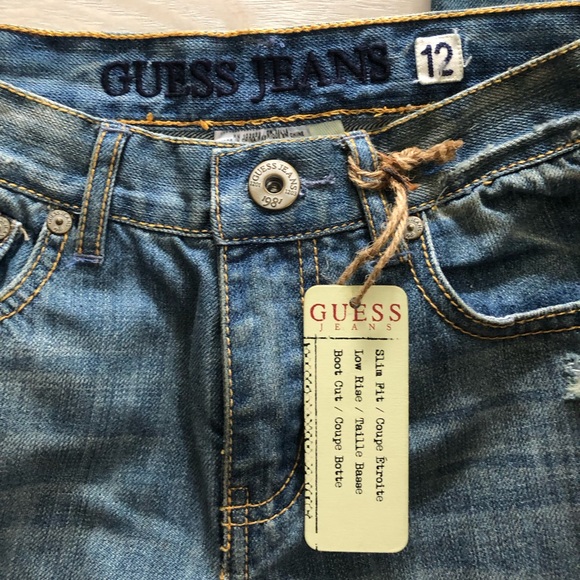 GUESS JEANS
12
GUESS JEANS
1981
GUESS
JEANS
Slim Fit / Coupe Étroite
Low Rise / Taille Basse
Boot Cut / Coupe Botte